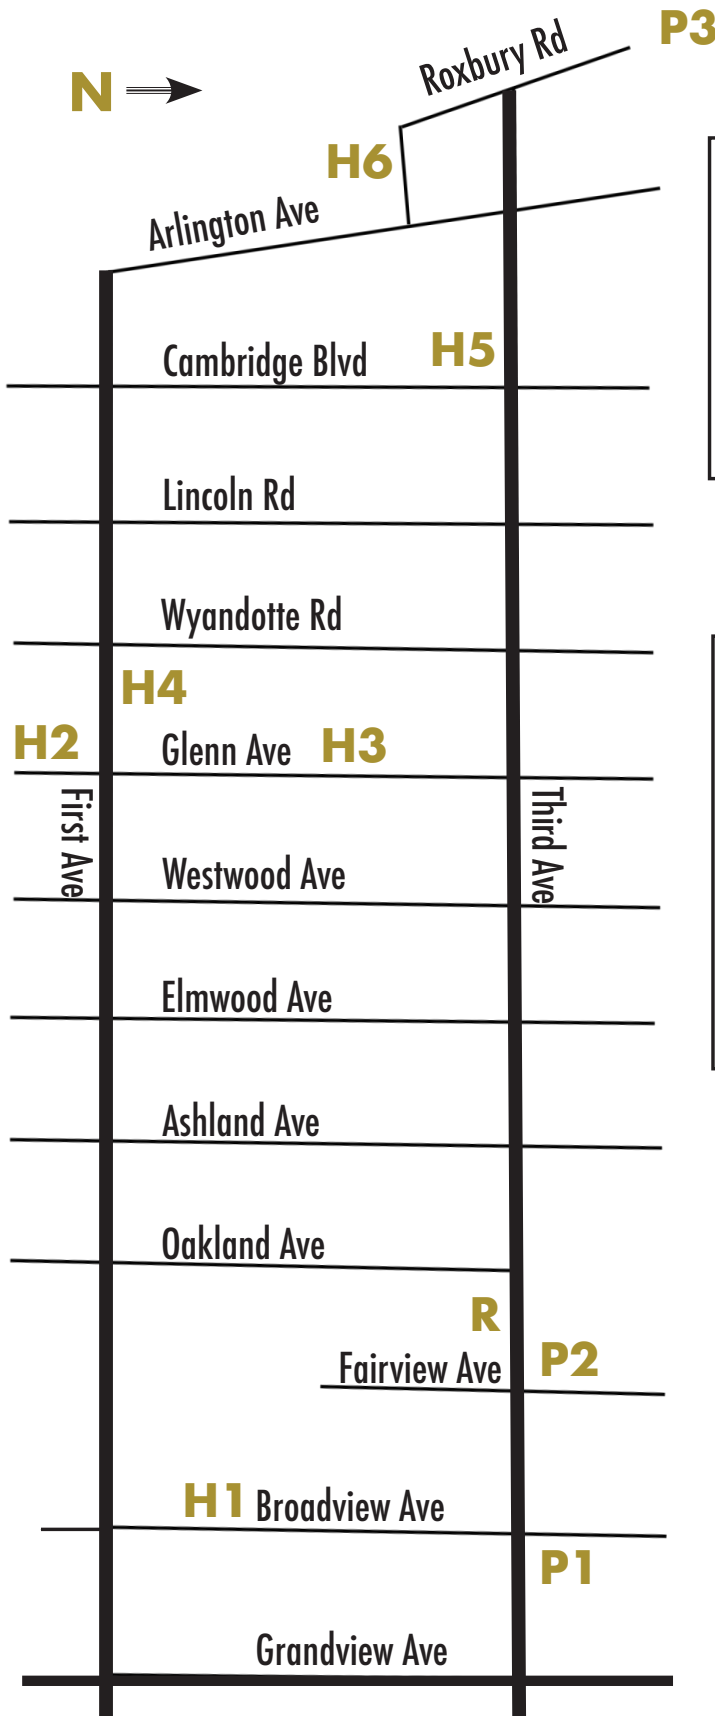 P3
Roxbury Rd
N
H6
Arlington Ave
H5
Cambridge Blvd
Lincoln Rd
Wyandotte Rd
H4
H2
Glenn Ave
H3
First Ave
Third Ave
Westwood Ave
Elmwood Ave
Ashland Ave
Oakland Ave
R
Fairview Ave
P2
H1
Broadview Ave
P1
Grandview Ave